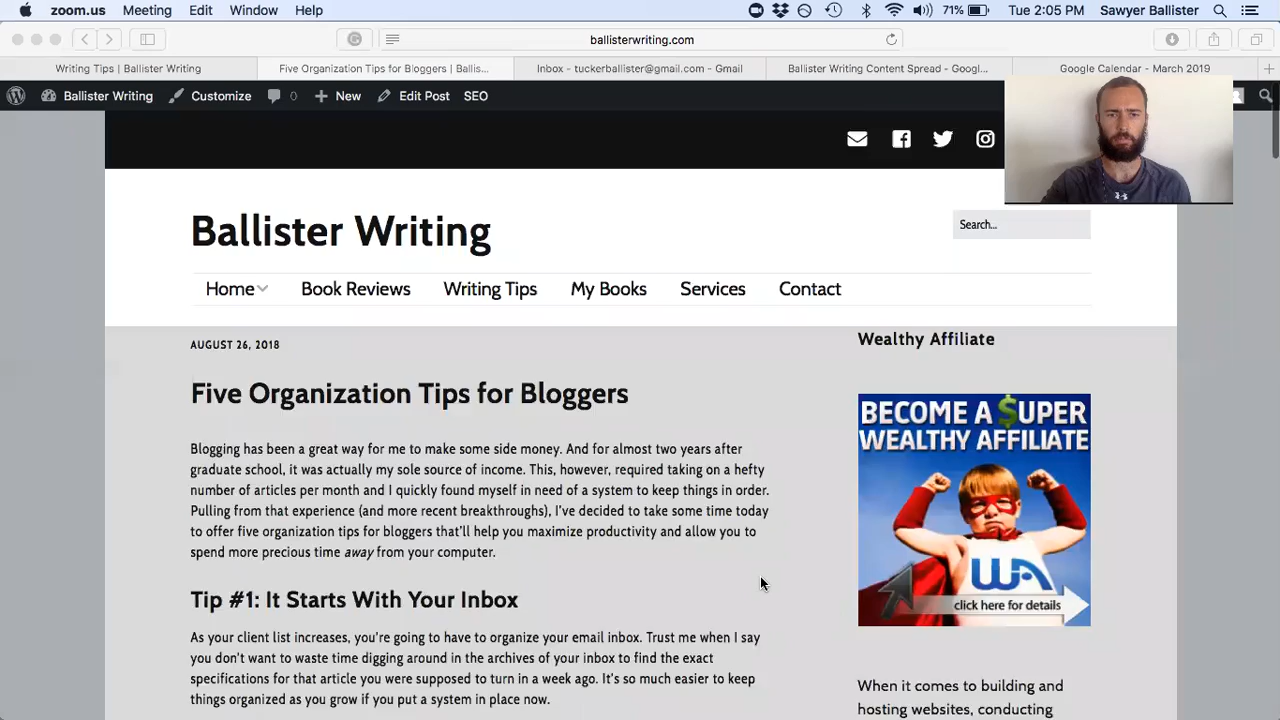 zoom.us Meeting Edit Window Help 71% Tue 2:05 PM Sawyer Ballister
ballisterwriting.com
Writing Tips | Ballister Writing
Five Organization Tips for Bloggers | Ballis...
Inbox - tuckerballister@gmail.com - Gmail
Ballister Writing Content Spread - Googl...
Google Calendar - March 2019
Ballister Writing Customize 0 New Edit Post SEO
Ballister Writing
Search...
Home Book Reviews Writing Tips My Books Services Contact
AUGUST 26, 2018
Five Organization Tips for Bloggers
Blogging has been a great way for me to make some side money. And for almost two years after
graduate school, it was actually my sole source of income. This, however, required taking on a hefty
number of articles per month and I quickly found myself in need of a system to keep things in order.
Pulling from that experience (and more recent breakthroughs), I've decided to take some time today
to offer five organization tips for bloggers that'll help you maximize productivity and allow you to
spend more precious time away from your computer.
Tip #1: It Starts With Your Inbox
As your client list increases, you're going to have to organize your email inbox. Trust me when I say
you don't want to waste time digging around in the archives of your inbox to find the exact
specifications for that article you were supposed to turn in a week ago. It's so much easier to keep
things organized as you grow if you put a system in place now.
Wealthy Affiliate
BECOME A $UPER
WEALTHY AFFILIATE
WA
click here for details
When it comes to building and
hosting websites, conducting